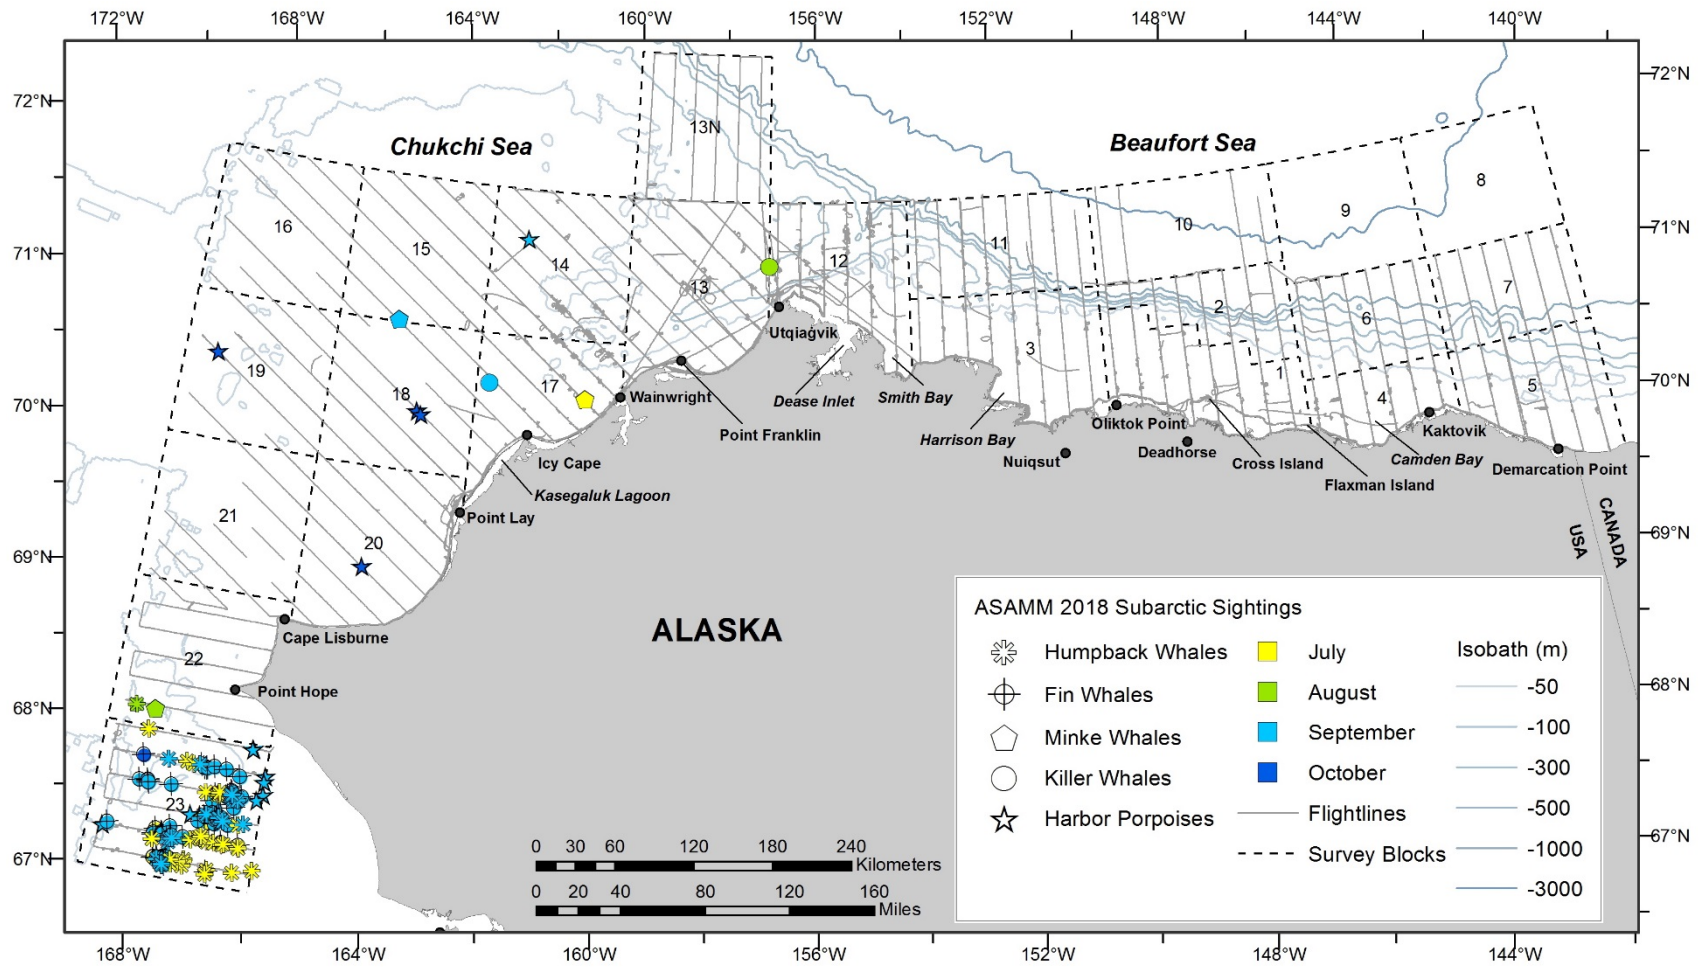 172°W 168°W 164°W 160°W 156°W 152°W 148°W 144°W 140°W
72°N 72°N
13N
Chukchi Sea Beaufort Sea
8
9
16 10
71°N 71°N
15 14 11
12
13 7
2 6
Utqiaġvik
3
19 18 17 1 5
70°N 70°N
Wainwright Dease Inlet Smith Bay 4
Point Franklin Harrison Bay Oliktok Point Kaktovik
Icy Cape Nuiqsut Deadhorse Cross Island Camden Bay Demarcation Point
Kasegaluk Lagoon Flaxman Island
21 Point Lay
20
69°N 69°N
USA CANADA
Cape Lisburne
ALASKA
22
Point Hope
68°N 68°N
23
67°N 67°N
ASAMM 2018 Subarctic Sightings
Humpback Whales
Fin Whales
Minke Whales
Killer Whales
Harbor Porpoises
July
August
September
October
Flightlines
Survey Blocks
Isobath (m)
-50
-100
-300
-500
-1000
-3000
0 30 60 120 180 240
Kilometers
0 20 40 80 120 160
Miles
168°W 164°W 160°W 156°W 152°W 148°W 144°W 140°W